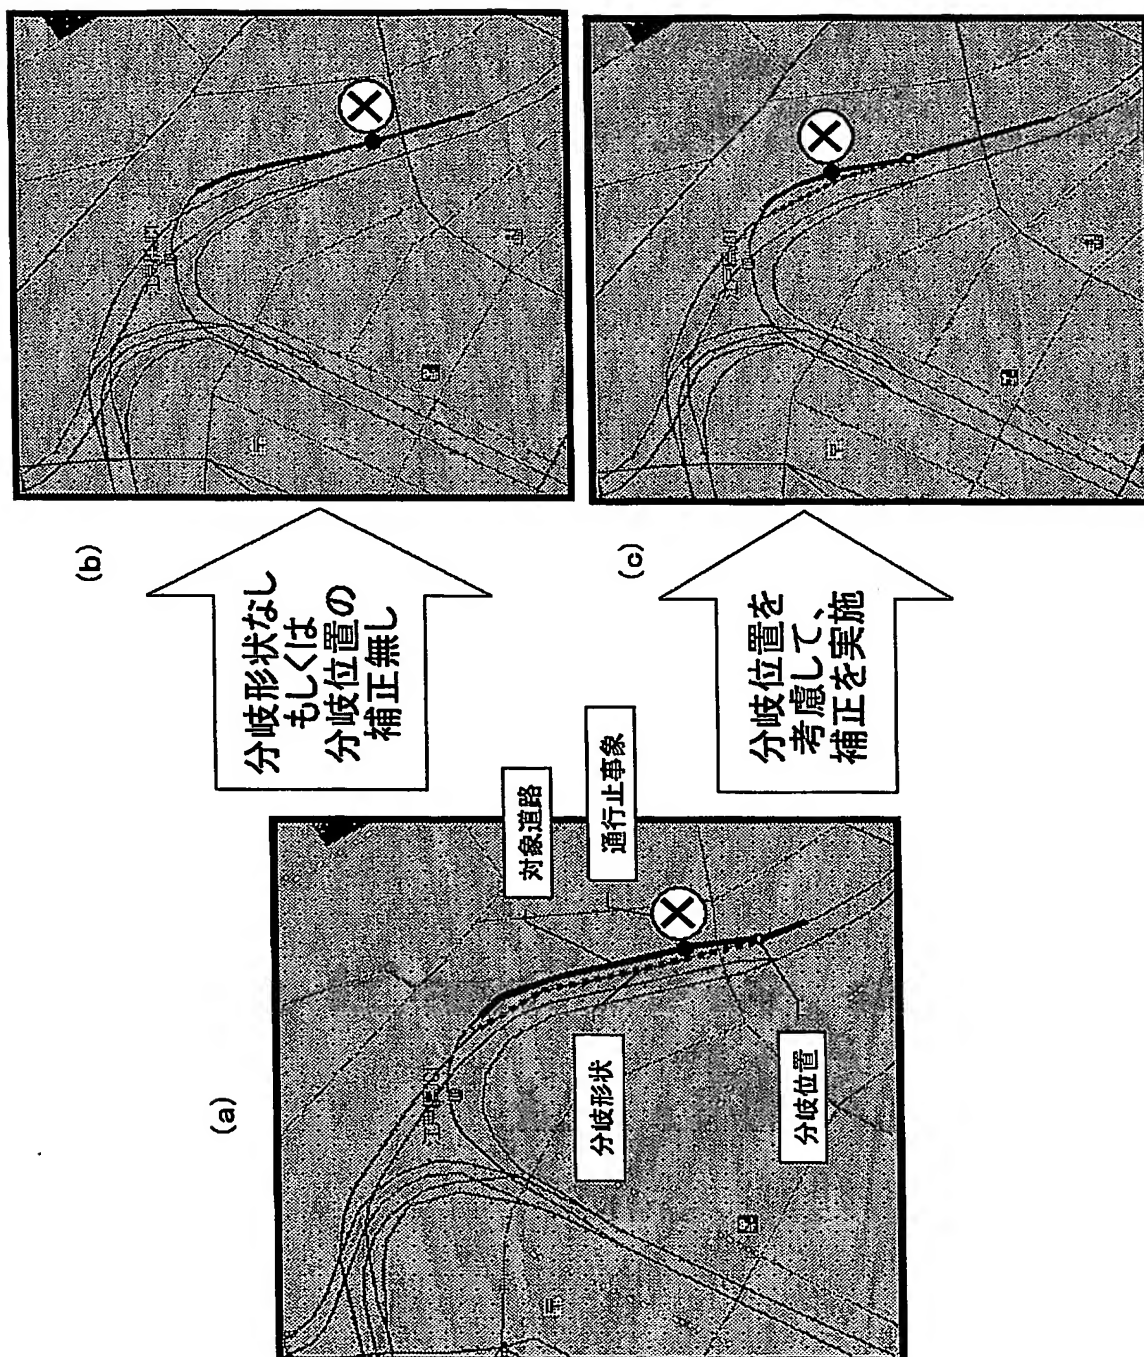 (a)
対象道路
通行止事象
分岐形状
分岐位置
分岐形状なし
もしくは
分岐位置の
補正無し
(b)
分岐位置を
考慮して、
補正を実施
(c)